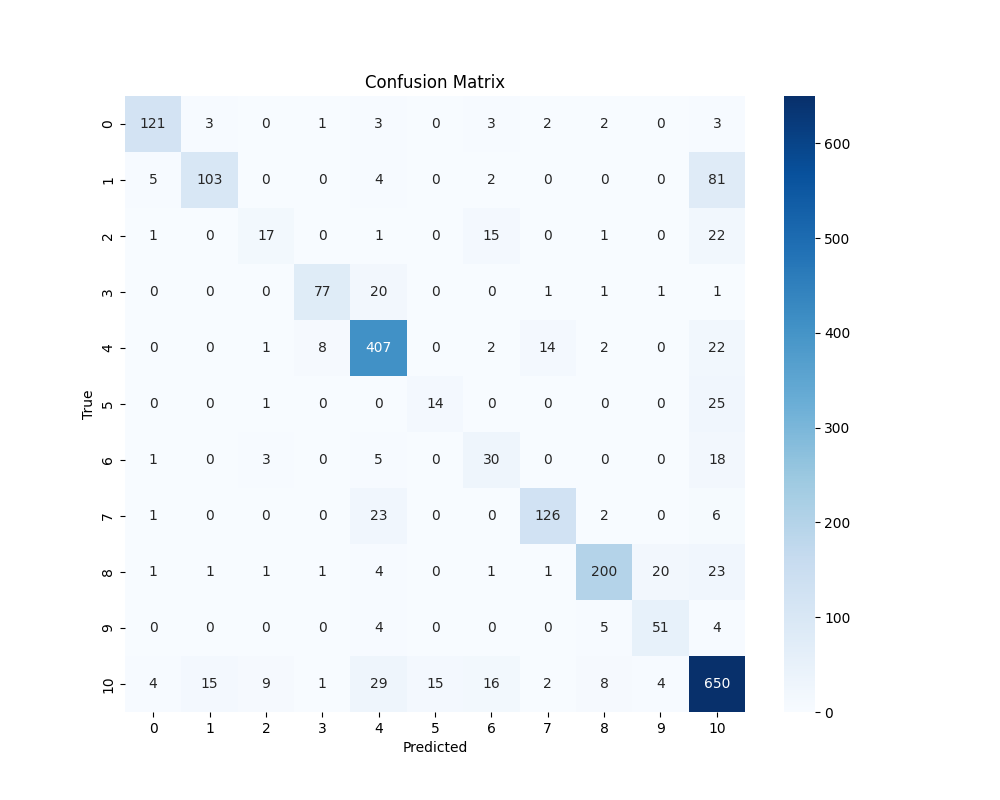 Confusion Matrix
0 121 3 0 1 3 0 3 2 2 0 3
1 5 103 0 0 4 0 2 0 0 0 81
2 1 0 17 0 1 0 15 0 1 0 22
3 0 0 0 77 20 0 0 1 1 1 1
4 0 0 1 8 407 0 2 14 2 0 22
5 0 0 1 0 0 14 0 0 0 0 25
6 1 0 3 0 5 0 30 0 0 0 18
7 1 0 0 0 23 0 0 126 2 0 6
8 1 1 1 1 4 0 1 1 200 20 23
9 0 0 0 0 4 0 0 0 5 51 4
10 4 15 9 1 29 15 16 2 8 4 650
0 1 2 3 4 5 6 7 8 9 10
Predicted
True
600
500
400
300
200
100
0